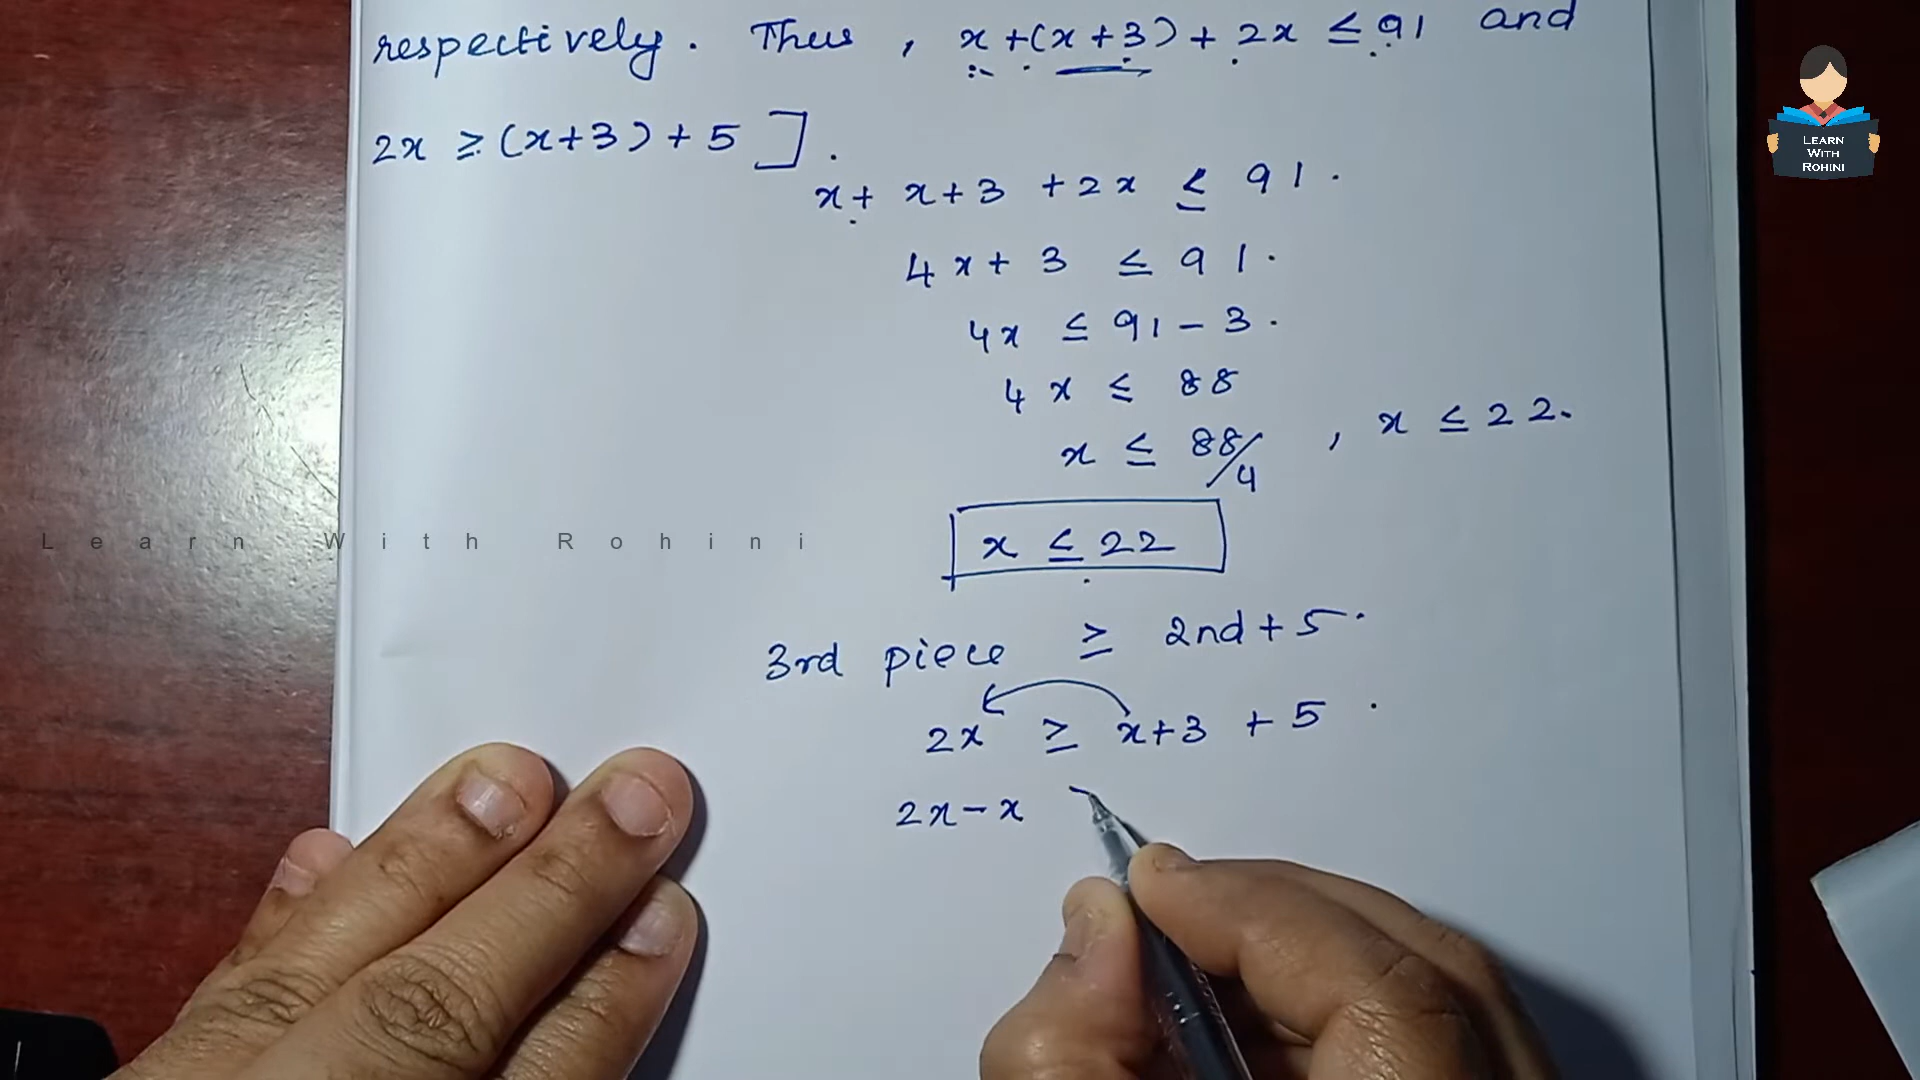 respectively. Thus, x+(x+3)+2x ≤ 91 and
2x ≥ (x+3)+5].
x+ x+3 +2x ≤ 91.
4x+ 3 ≤ 91.
4x ≤ 91 - 3.
4x ≤ 88
x ≤ 88/4 , x ≤ 22.
x ≤ 22
3rd piece ≥ 2nd+5.
2x ≥ x+3 +5.
2x-x
Learn With Rohini
LEARN
WITH
ROHINI